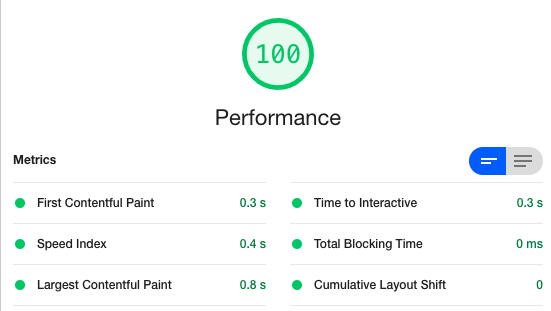 100
Performance
Metrics
First Contentful Paint 0.3 s
Time to Interactive 0.3 s
Speed Index 0.4 s
Total Blocking Time 0 ms
Largest Contentful Paint 0.8 s
Cumulative Layout Shift 0